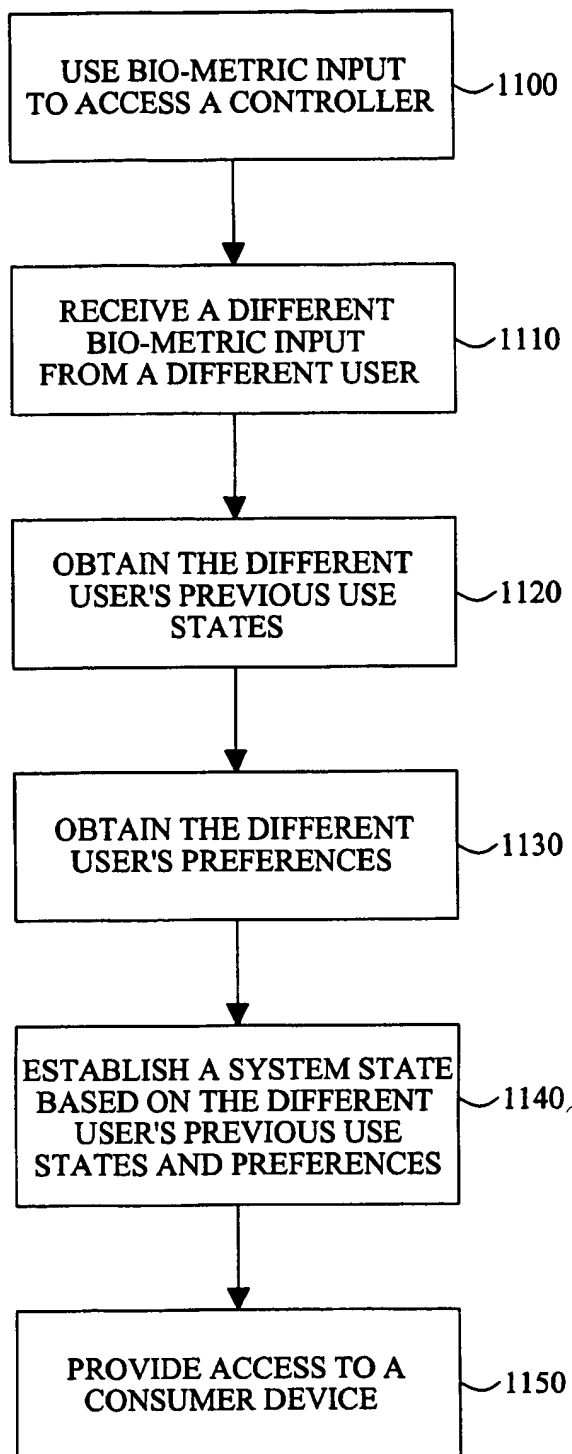 USE BIO-METRIC INPUT
TO ACCESS A CONTROLLER
1100
RECEIVE A DIFFERENT
BIO-METRIC INPUT
FROM A DIFFERENT USER
1110
OBTAIN THE DIFFERENT
USER'S PREVIOUS USE
STATES
1120
OBTAIN THE DIFFERENT
USER'S PREFERENCES
1130
ESTABLISH A SYSTEM STATE
BASED ON THE DIFFERENT
USER'S PREVIOUS USE
STATES AND PREFERENCES
1140
PROVIDE ACCESS TO A
CONSUMER DEVICE
1150